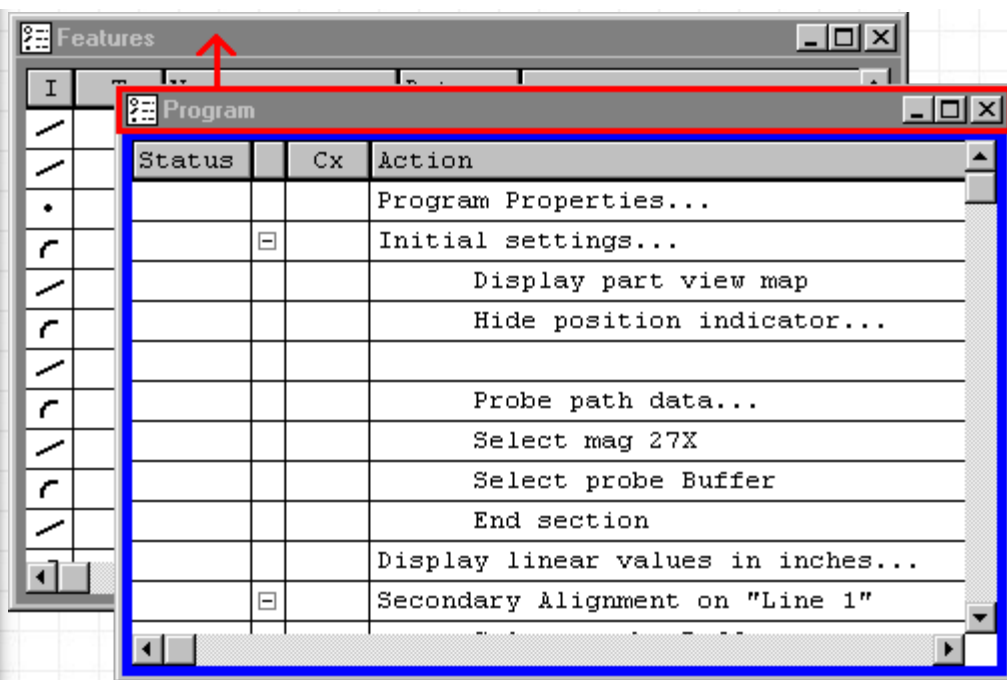 Features
I
Program
Status Cx Action
Program Properties...
Initial settings...
Display part view map
Hide position indicator...
Probe path data...
Select mag 27X
Select probe Buffer
End section
Display linear values in inches...
Secondary Alignment on "Line 1"